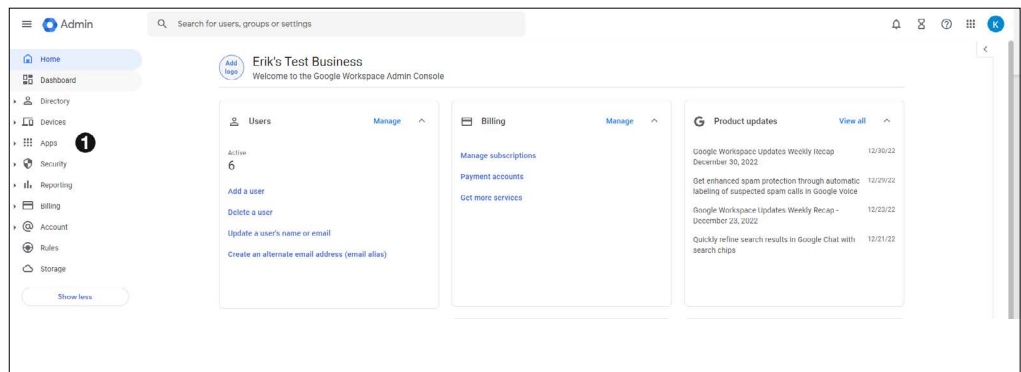 Admin
Search for users, groups or settings
K
Home
Dashboard
Directory
Devices
Apps
1
Security
Reporting
Billing
Account
Rules
Storage
Show less
Add logo
Erik's Test Business
Welcome to the Google Workspace Admin Console
Users
Manage
Active
6
Add a user
Delete a user
Update a user's name or email
Create an alternate email address (email alias)
Billing
Manage
Manage subscriptions
Payment accounts
Get more services
G Product updates
View all
Google Workspace Updates Weekly Recap 12/30/22
December 30, 2022
Get enhanced spam protection through automatic 12/29/22
labeling of suspected spam calls in Google Voice
Google Workspace Updates Weekly Recap - 12/23/22
December 23, 2022
Quickly refine search results in Google Chat with 12/21/22
search chips